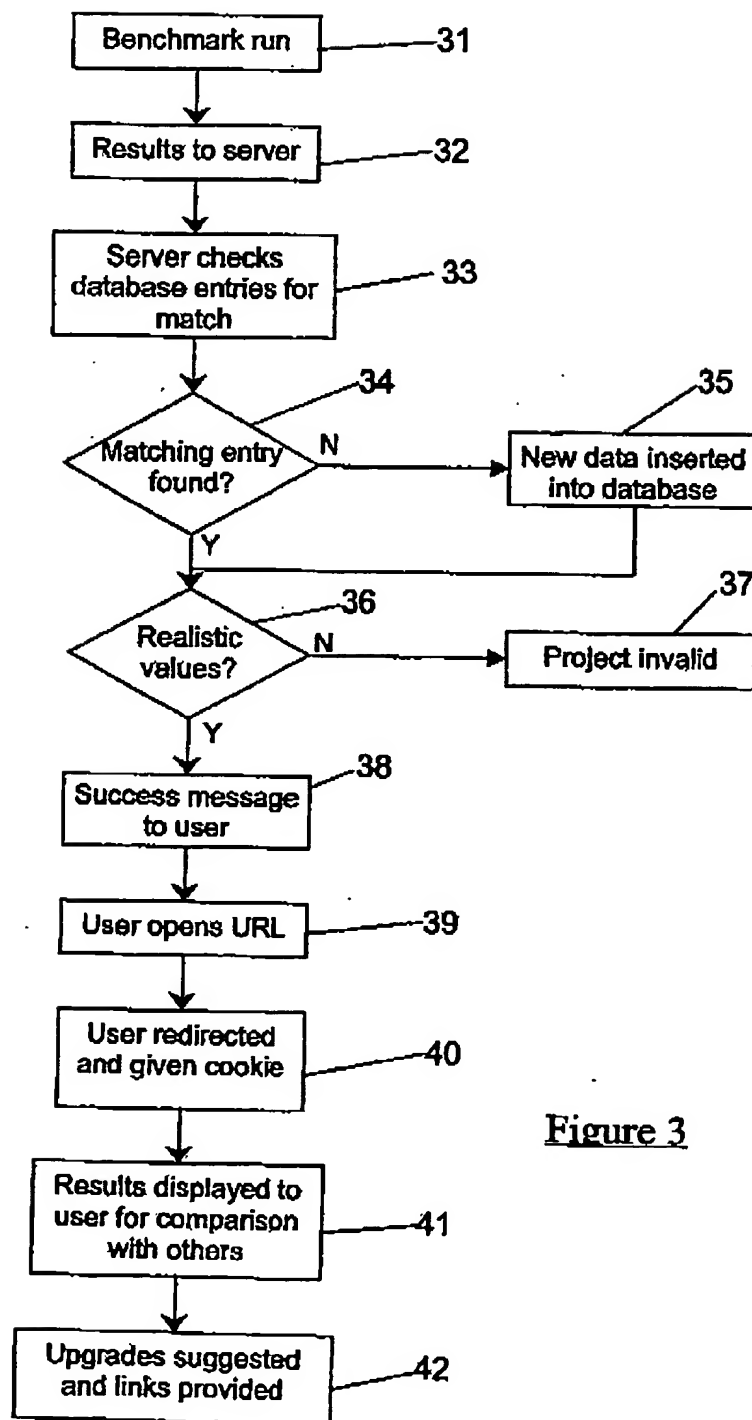 Benchmark run
31
Results to server
32
Server checks
database entries for
match
33
34
Matching entry
found?
N
Y
35
New data inserted
into database
36
Realistic
values?
N
Y
37
Project invalid
38
Success message
to user
User opens URL
39
User redirected
and given cookie
40
Figure 3
Results displayed to
user for comparison
with others
41
Upgrades suggested
and links provided
42